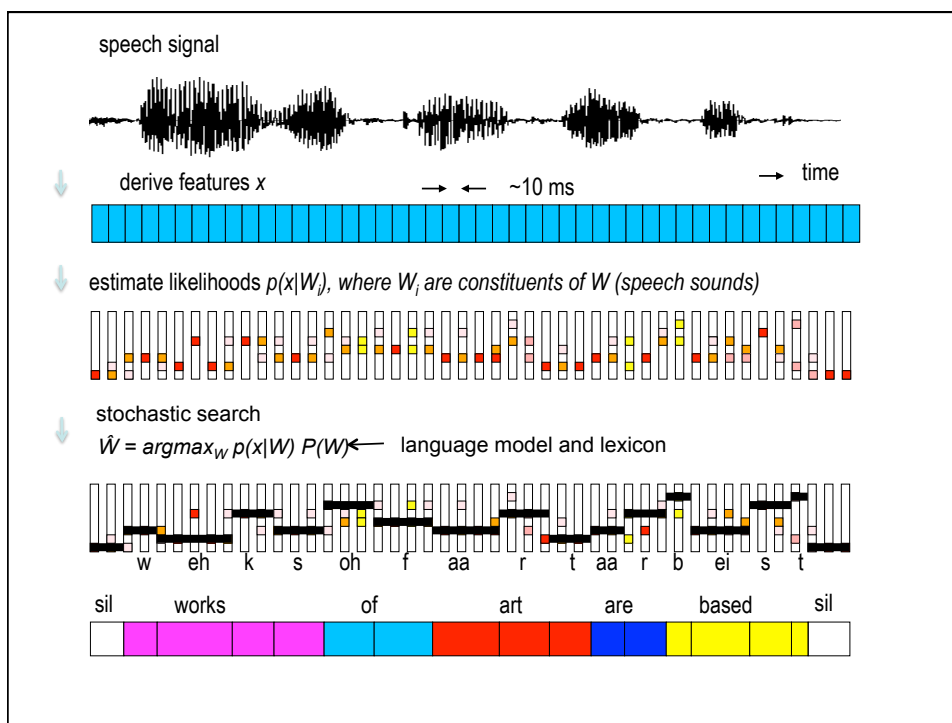 speech signal
time
derive features x ~10 ms
estimate likelihoods p(x|Wi), where Wi are constituents of W (speech sounds)
stochastic search
Ŵ = argmaxW p(x|W) P(W) language model and lexicon
w eh k s oh f aa r t aa r b ei s t
sil works of art are based sil